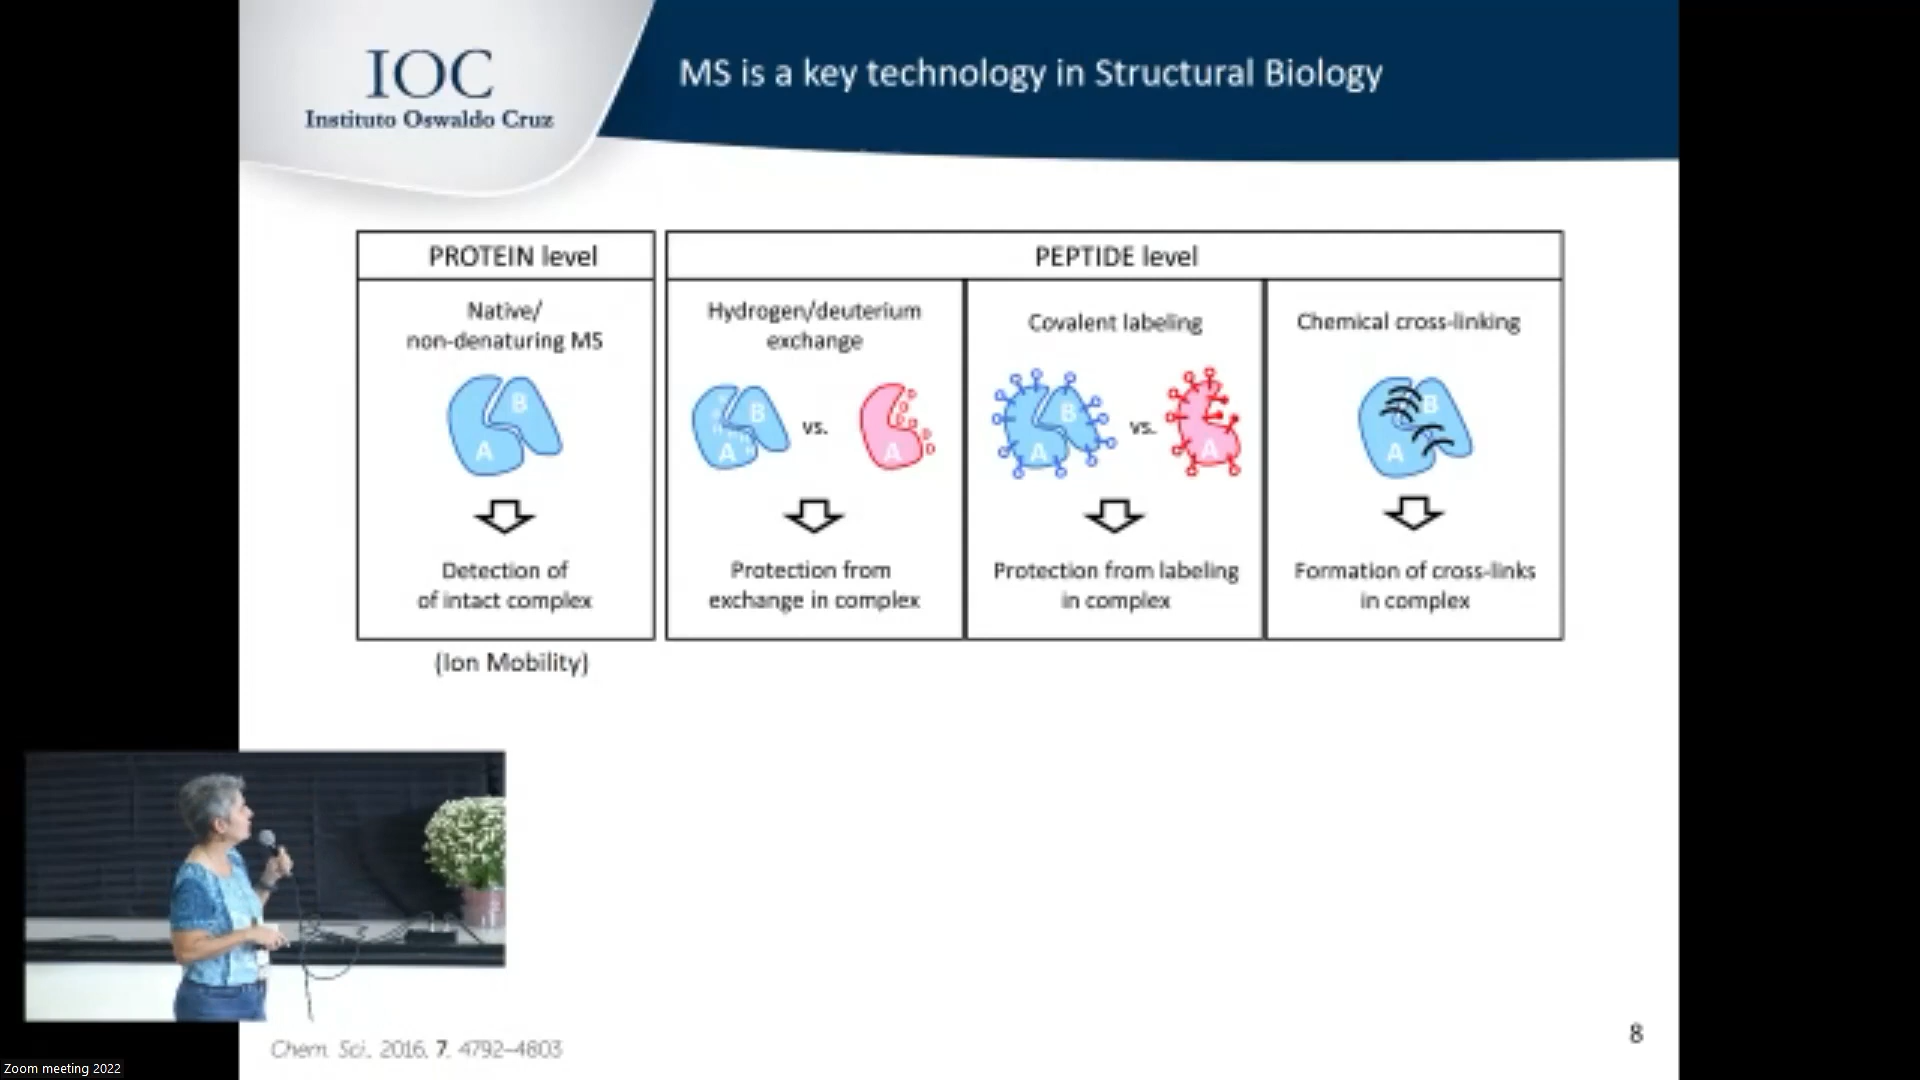 IOC
Instituto Oswaldo Cruz
MS is a key technology in Structural Biology
PROTEIN level
PEPTIDE level
Native/
non-denaturing MS
Hydrogen/deuterium
exchange
Covalent labeling
Chemical cross-linking
A
B
A
B
vs.
A
A
B
vs.
A
A
B
Detection of
of intact complex
Protection from
exchange in complex
Protection from labeling
in complex
Formation of cross-links
in complex
(Ion Mobility)
Chem. Sci., 2016, 7, 4792–4803
8
Zoom meeting 2022